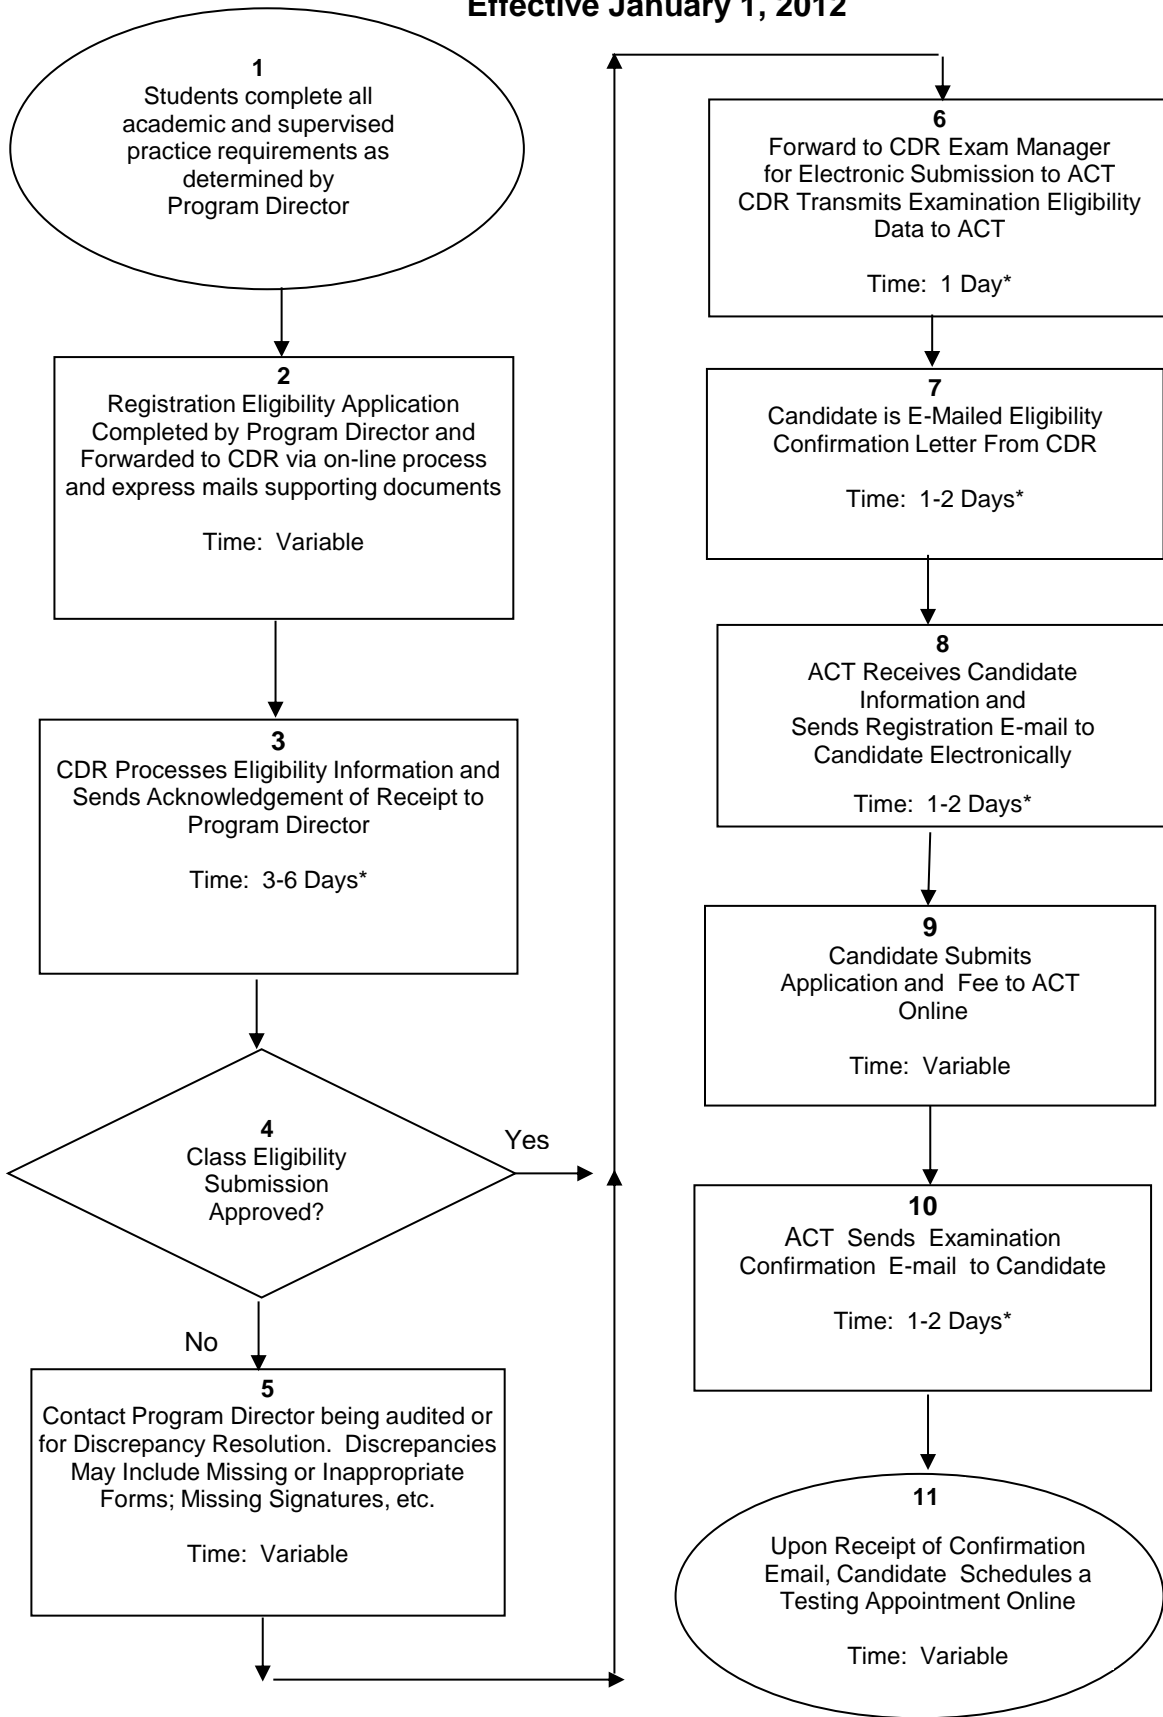 Effective January 1, 2012
1
Students complete all
academic and supervised
practice requirements as
determined by
Program Director
2
Registration Eligibility Application
Completed by Program Director and
Forwarded to CDR via on-line process
and express mails supporting documents
Time: Variable
3
CDR Processes Eligibility Information and
Sends Acknowledgement of Receipt to
Program Director
Time: 3-6 Days*
4
Class Eligibility
Submission
Approved?
Yes
No
5
Contact Program Director being audited or
for Discrepancy Resolution. Discrepancies
May Include Missing or Inappropriate
Forms; Missing Signatures, etc.
Time: Variable
6
Forward to CDR Exam Manager
for Electronic Submission to ACT
CDR Transmits Examination Eligibility
Data to ACT
Time: 1 Day*
7
Candidate is E-Mailed Eligibility
Confirmation Letter From CDR
Time: 1-2 Days*
8
ACT Receives Candidate
Information and
Sends Registration E-mail to
Candidate Electronically
Time: 1-2 Days*
9
Candidate Submits
Application and Fee to ACT
Online
Time: Variable
10
ACT Sends Examination
Confirmation E-mail to Candidate
Time: 1-2 Days*
11
Upon Receipt of Confirmation
Email, Candidate Schedules a
Testing Appointment Online
Time: Variable